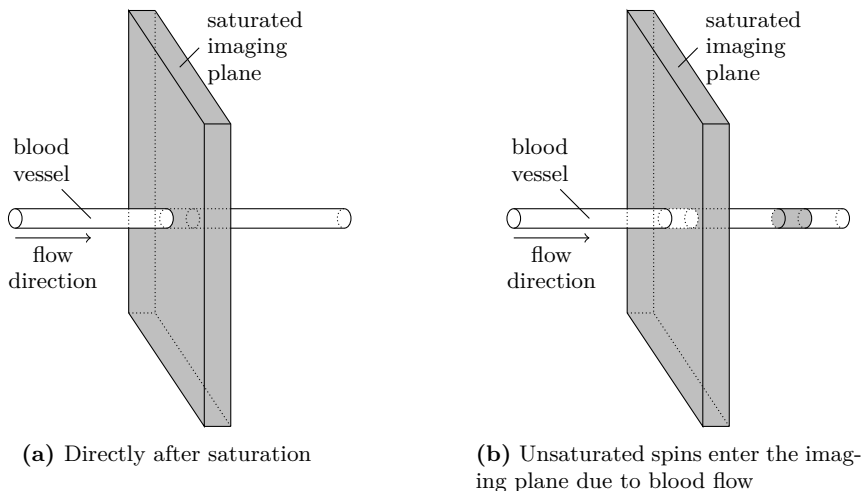 saturated
imaging
plane
blood
vessel
flow
direction
(a) Directly after saturation
saturated
imaging
plane
blood
vessel
flow
direction
(b) Unsaturated spins enter the imag-
ing plane due to blood flow